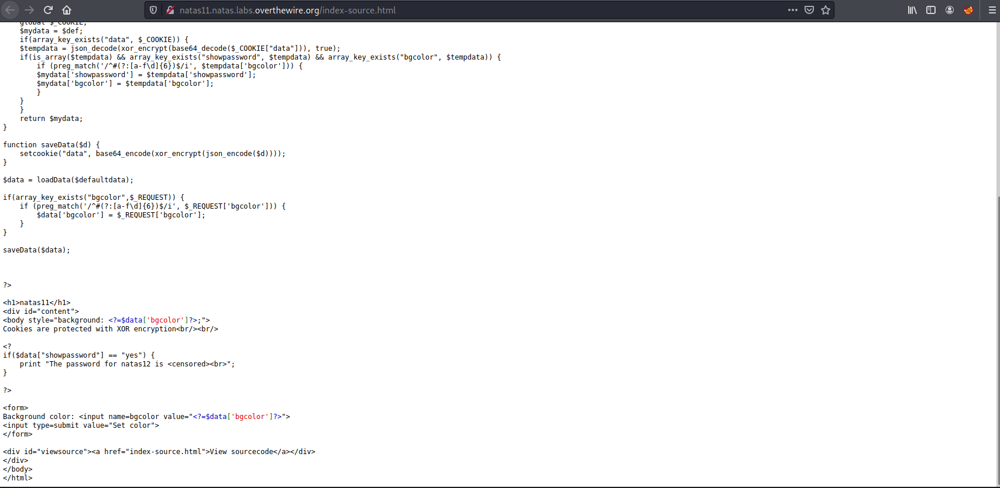 natas11.natas.labs.overthewire.org/index-source.html
global $_COOKIE;
$mydata = $def;
if(array_key_exists("data", $_COOKIE)) {
$tempdata = json_decode(xor_encrypt(base64_decode($_COOKIE["data"])), true);
if(is_array($tempdata) && array_key_exists("showpassword", $tempdata) && array_key_exists("bgcolor", $tempdata)) {
if (preg_match('/^#(?:[a-f\d]{6})$/i', $tempdata['bgcolor'])) {
$mydata['showpassword'] = $tempdata['showpassword'];
$mydata['bgcolor'] = $tempdata['bgcolor'];
}
}
}
return $mydata;
}
function saveData($d) {
setcookie("data", base64_encode(xor_encrypt(json_encode($d))));
}
$data = loadData($defaultdata);
if(array_key_exists("bgcolor",$_REQUEST)) {
if (preg_match('/^#(?:[a-f\d]{6})$/i', $_REQUEST['bgcolor'])) {
$data['bgcolor'] = $_REQUEST['bgcolor'];
}
}
saveData($data);
?>
<h1>natas11</h1>
<div id="content">
<body style="background: <?=$data['bgcolor']?>;">
Cookies are protected with XOR encryption<br/><br/>
<?
if($data["showpassword"] == "yes") {
print "The password for natas12 is <censored><br>";
}
?>
<form>
Background color: <input name=bgcolor value="<?=$data['bgcolor']?>">
<input type=submit value="Set color">
</form>
<div id="viewsource"><a href="index-source.html">View sourcecode</a></div>
</div>
</body>
</html>